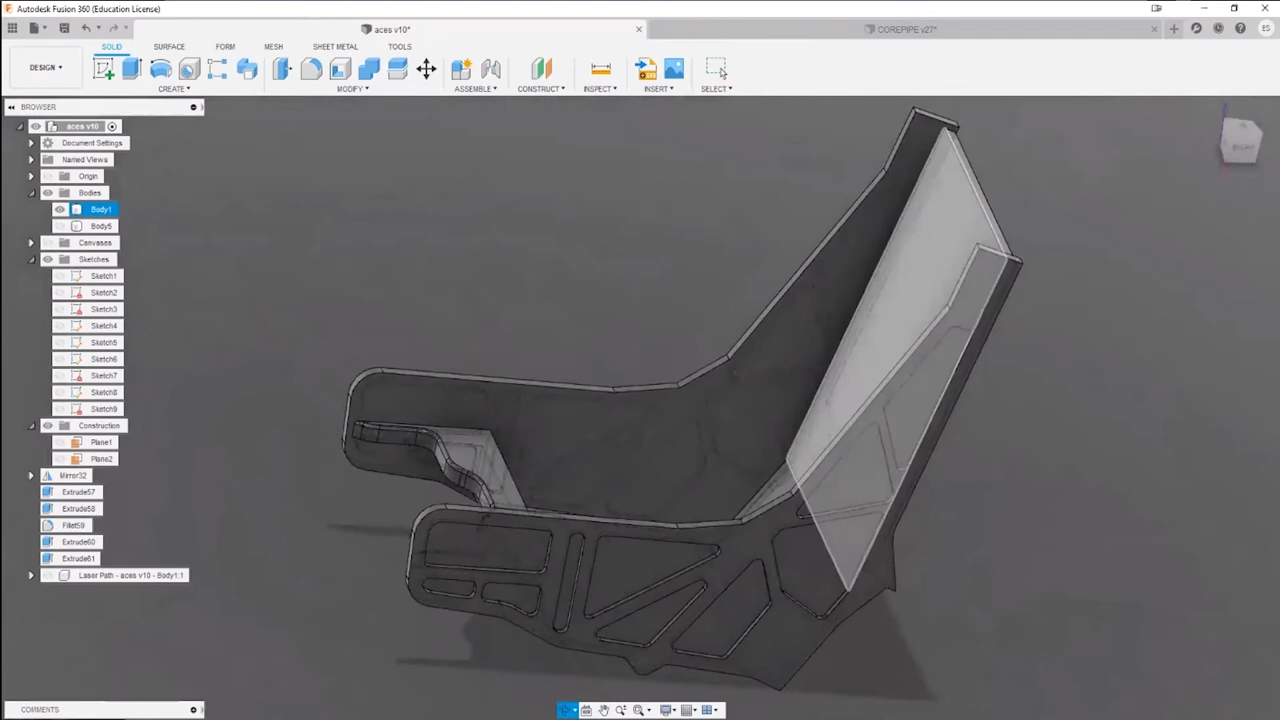 Autodesk Fusion 360 (Education License)
aces v10*
COREPIPE v27*
ES
DESIGN
SOLID
SURFACE
FORM
MESH
SHEET METAL
TOOLS
CREATE
MODIFY
ASSEMBLE
CONSTRUCT
INSPECT
INSERT
SELECT
BROWSER
aces v10
Document Settings
Named Views
Origin
Bodies
Body1
Body5
Canvases
Sketches
Sketch1
Sketch2
Sketch3
Sketch4
Sketch5
Sketch6
Sketch7
Sketch8
Sketch9
Construction
Plane1
Plane2
Mirror32
Extrude57
Extrude58
Fillet59
Extrude60
Extrude61
Laser Path - aces v10 - Body1:1
COMMENTS